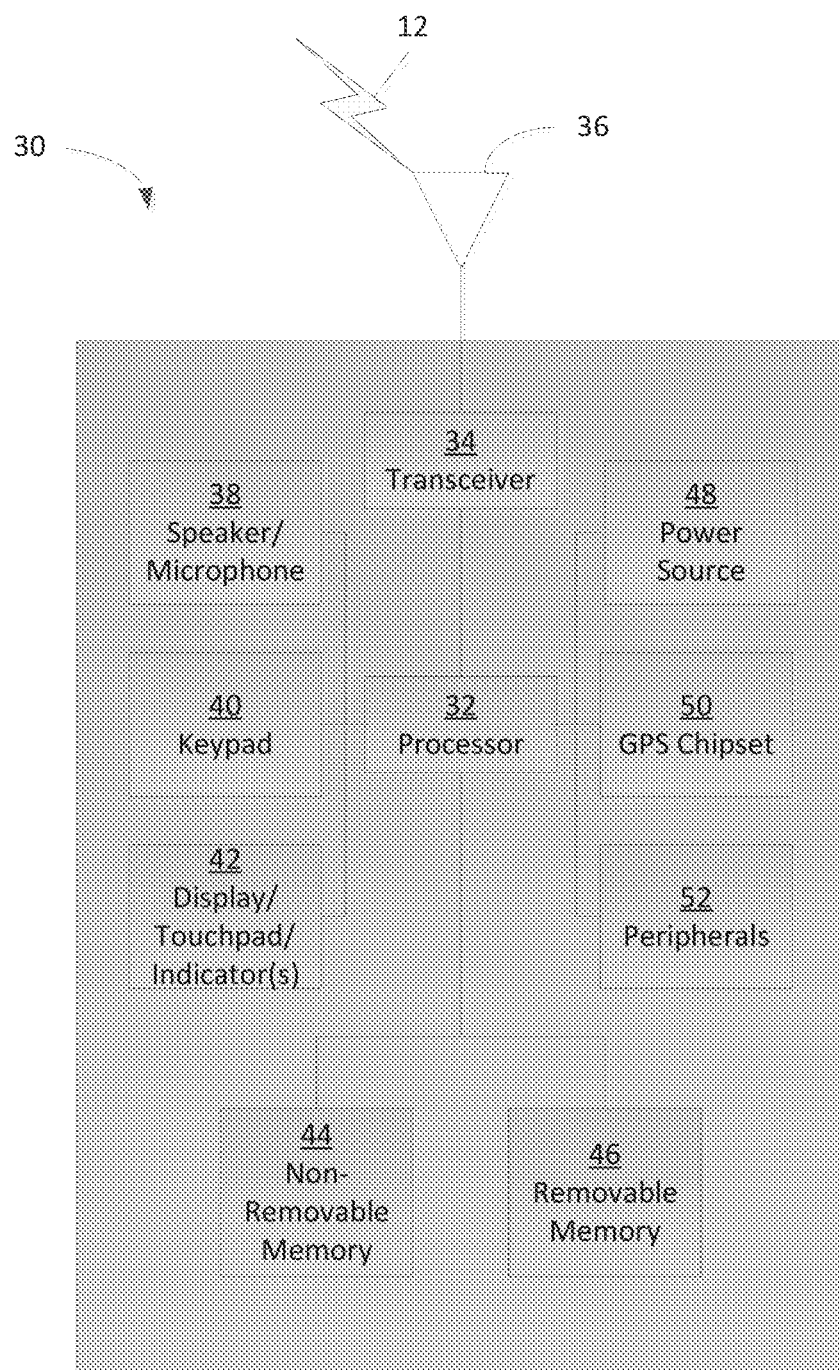 12
36
30
34
Transceiver
38
Speaker/
Microphone
48
Power
Source
40
Keypad
32
Processor
50
GPS Chipset
42
Display/
Touchpad/
Indicator(s)
52
Peripherals
44
Non-
Removable
Memory
46
Removable
Memory